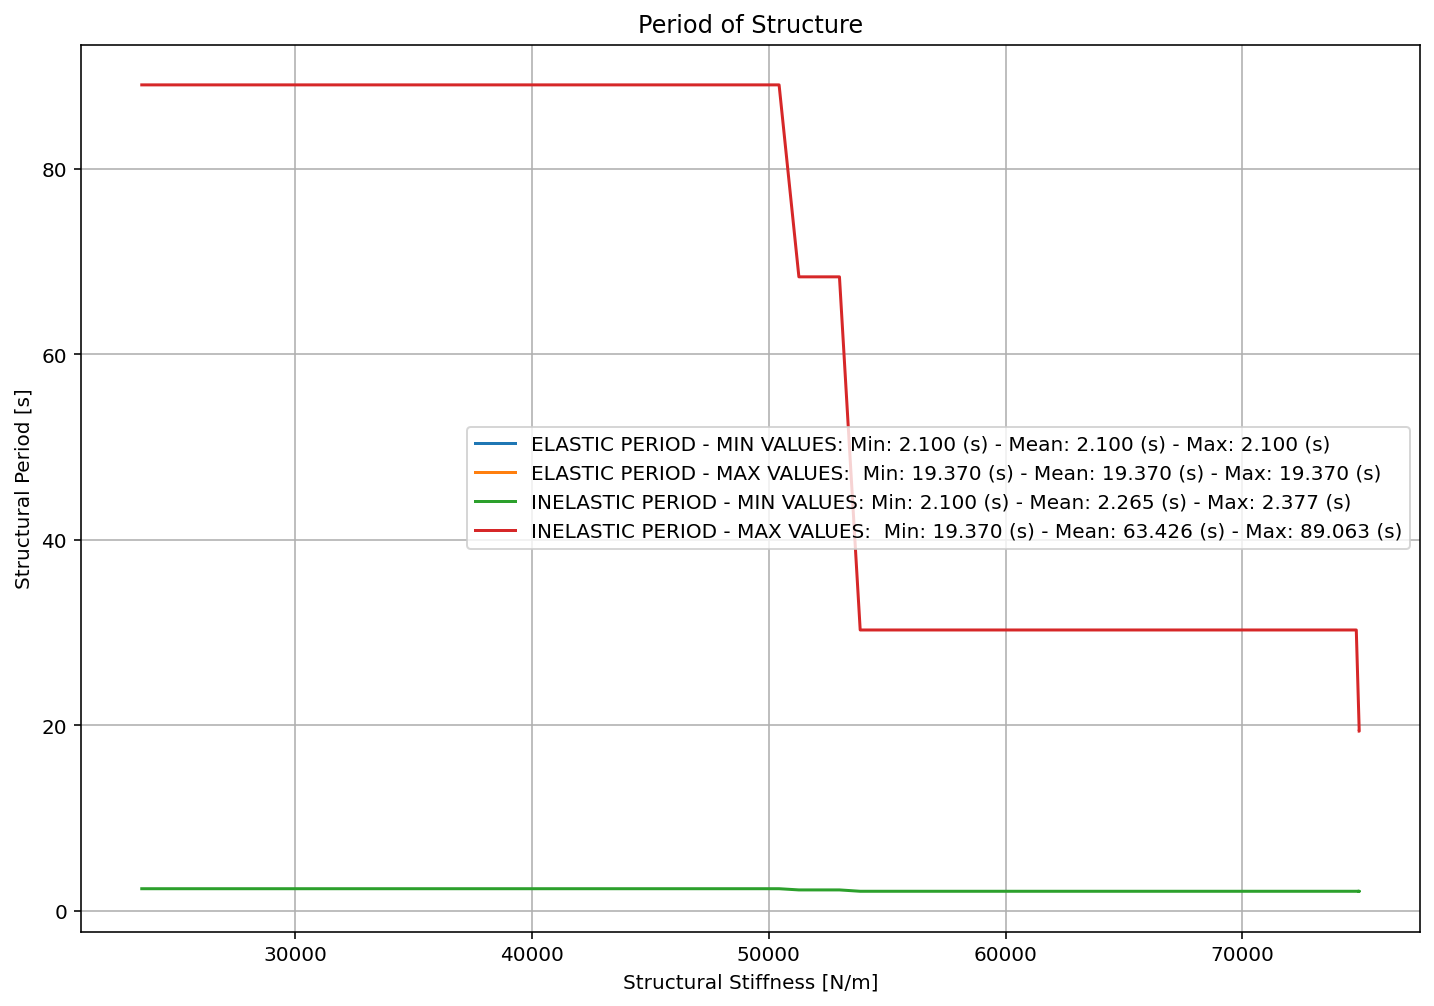 Period of Structure
Structural Period [s]
80
60
40
20
0
ELASTIC PERIOD - MIN VALUES: Min: 2.100 (s) - Mean: 2.100 (s) - Max: 2.100 (s)
ELASTIC PERIOD - MAX VALUES:  Min: 19.370 (s) - Mean: 19.370 (s) - Max: 19.370 (s)
INELASTIC PERIOD - MIN VALUES: Min: 2.100 (s) - Mean: 2.265 (s) - Max: 2.377 (s)
INELASTIC PERIOD - MAX VALUES:  Min: 19.370 (s) - Mean: 63.426 (s) - Max: 89.063 (s)
30000 40000 50000 60000 70000
Structural Stiffness [N/m]